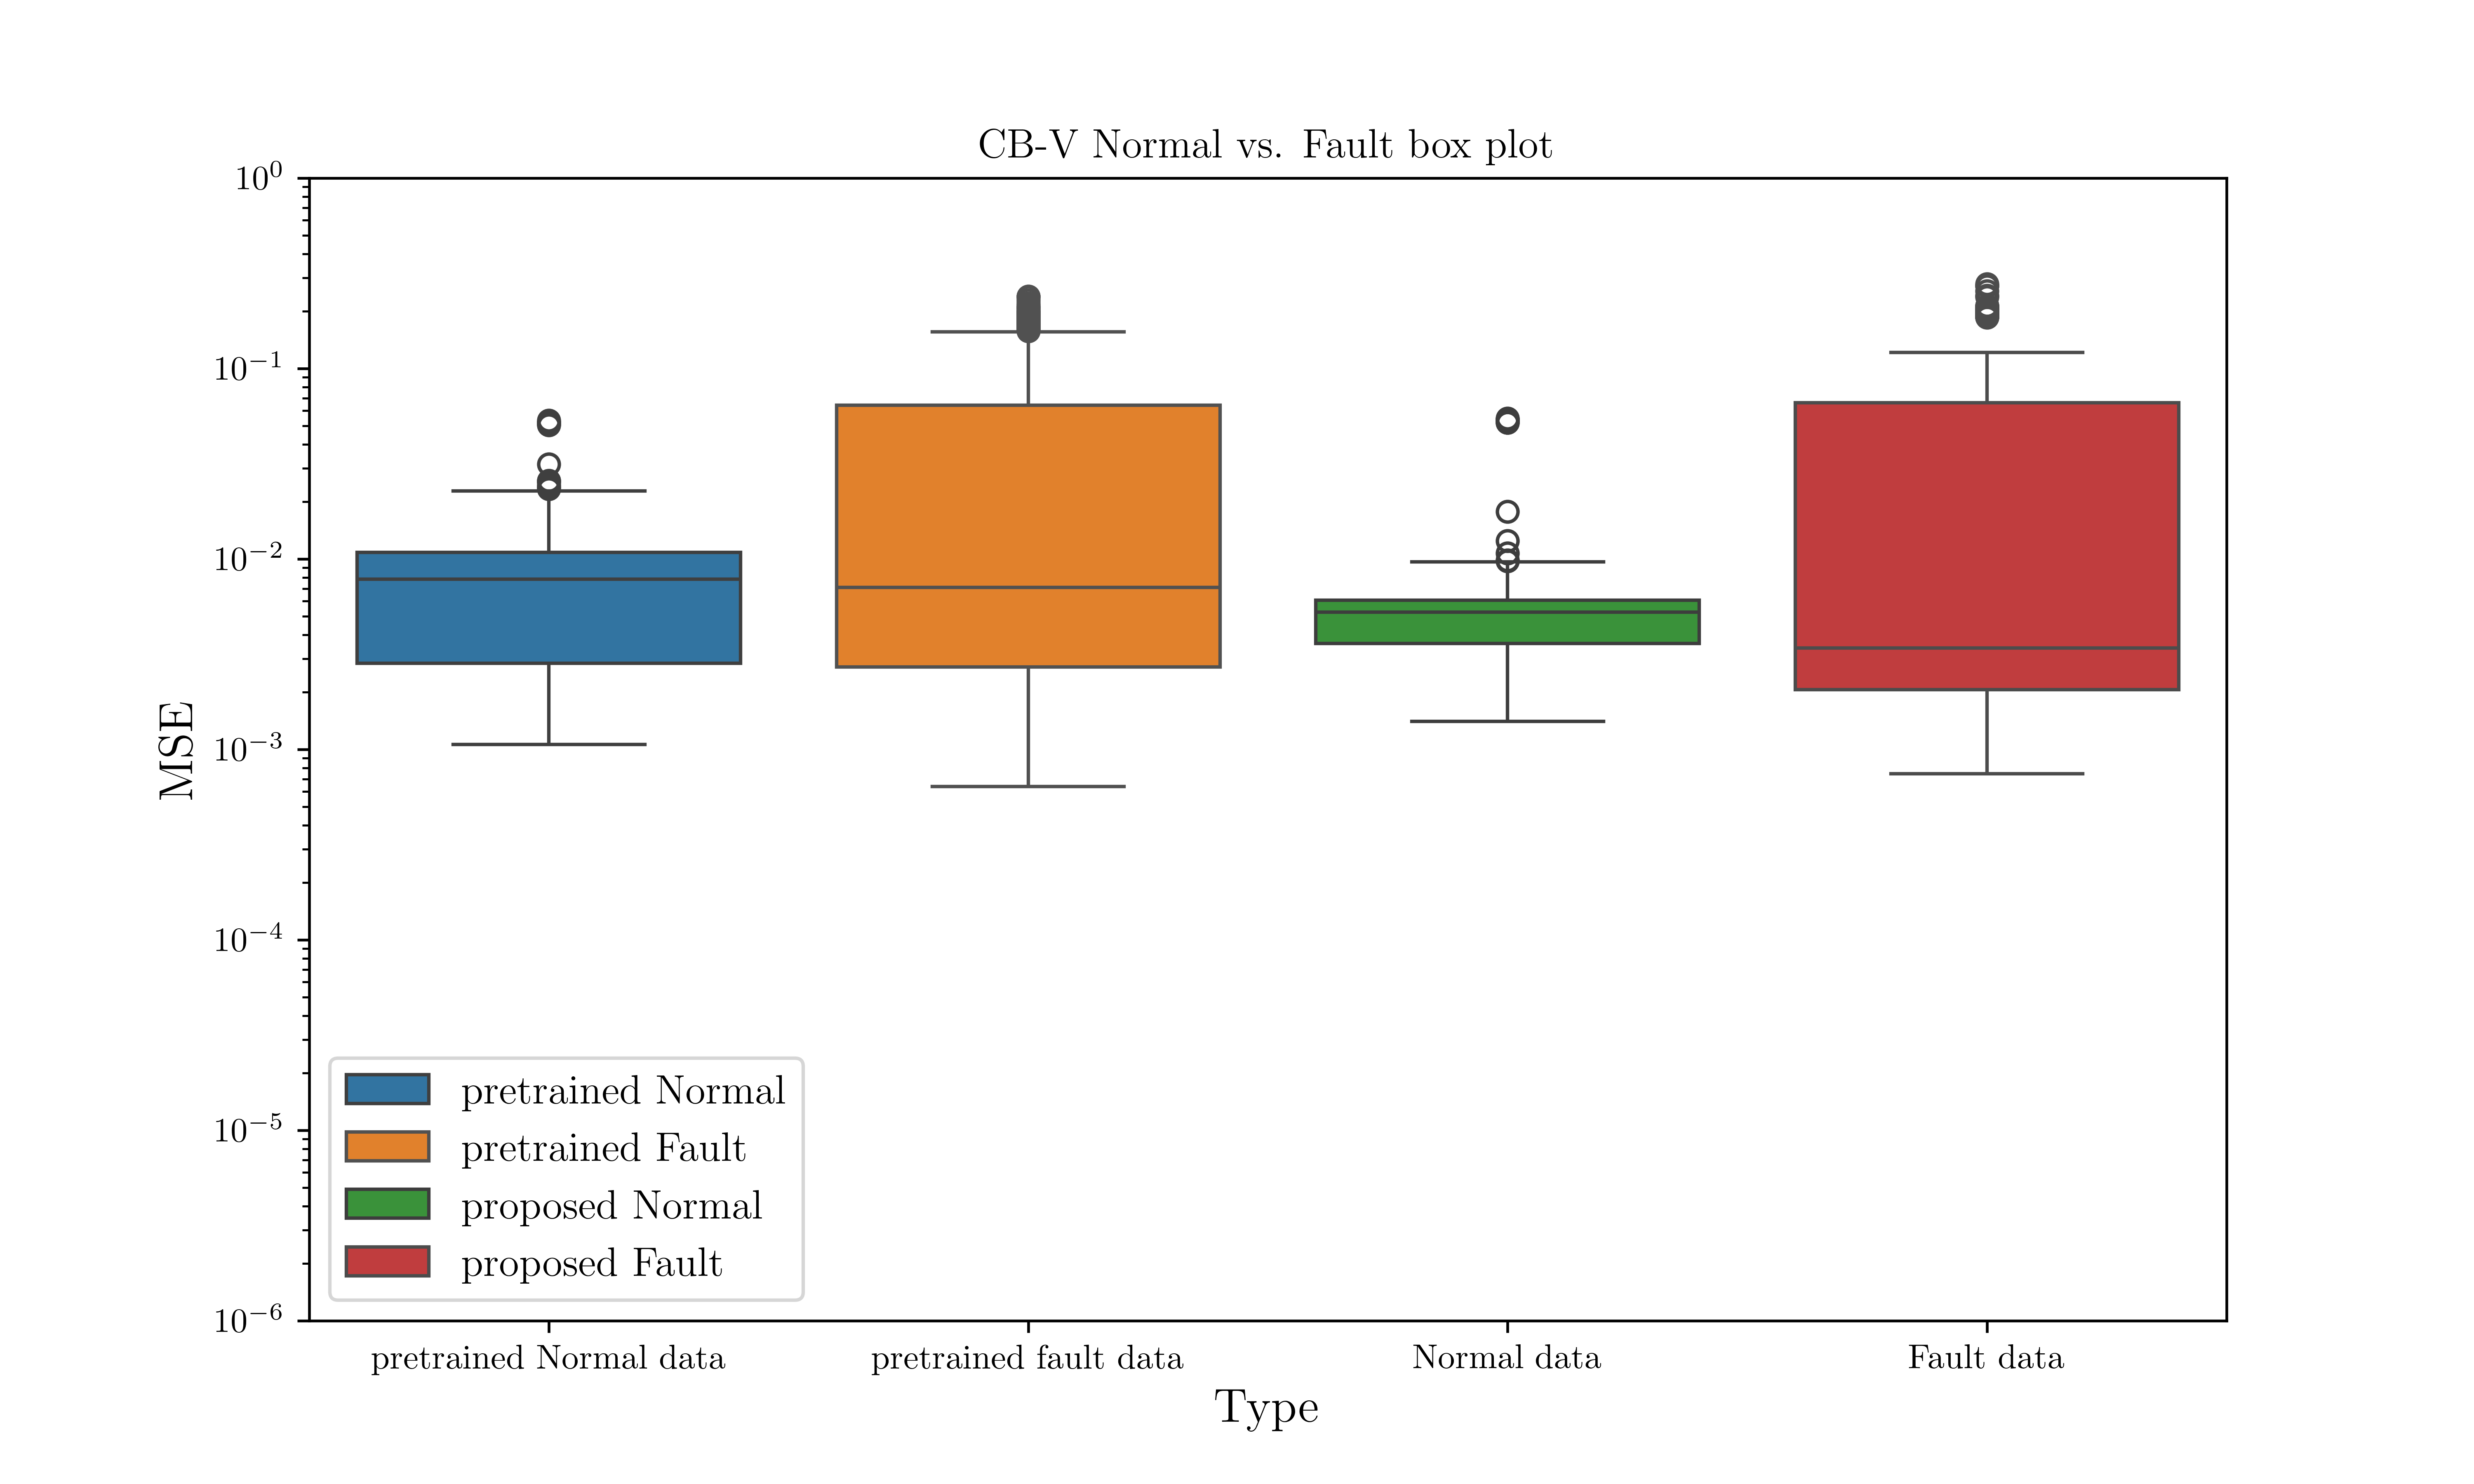 CB-V Normal vs. Fault box plot
10⁰
10⁻¹
10⁻²
10⁻³
10⁻⁴
10⁻⁵
10⁻⁶
MSE
pretrained Normal
pretrained Fault
proposed Normal
proposed Fault
pretrained Normal data
pretrained fault data
Normal data
Fault data
Type